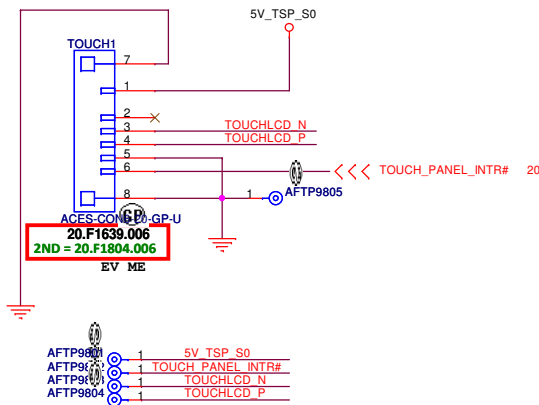 5V_TSP_S0
TOUCH1
7
1
2
3 TOUCHLCD_N
4 TOUCHLCD_P
5
6 TOUCH_PANEL_INTR# 20
8 1 AFTP9805
GP
20.F1639.006
2ND = 20.F1804.006
EV ME
1 5V_TSP_S0
1 TOUCH_PANEL_INTR#
1 TOUCHLCD_N
AFTP9804 1 TOUCHLCD_P